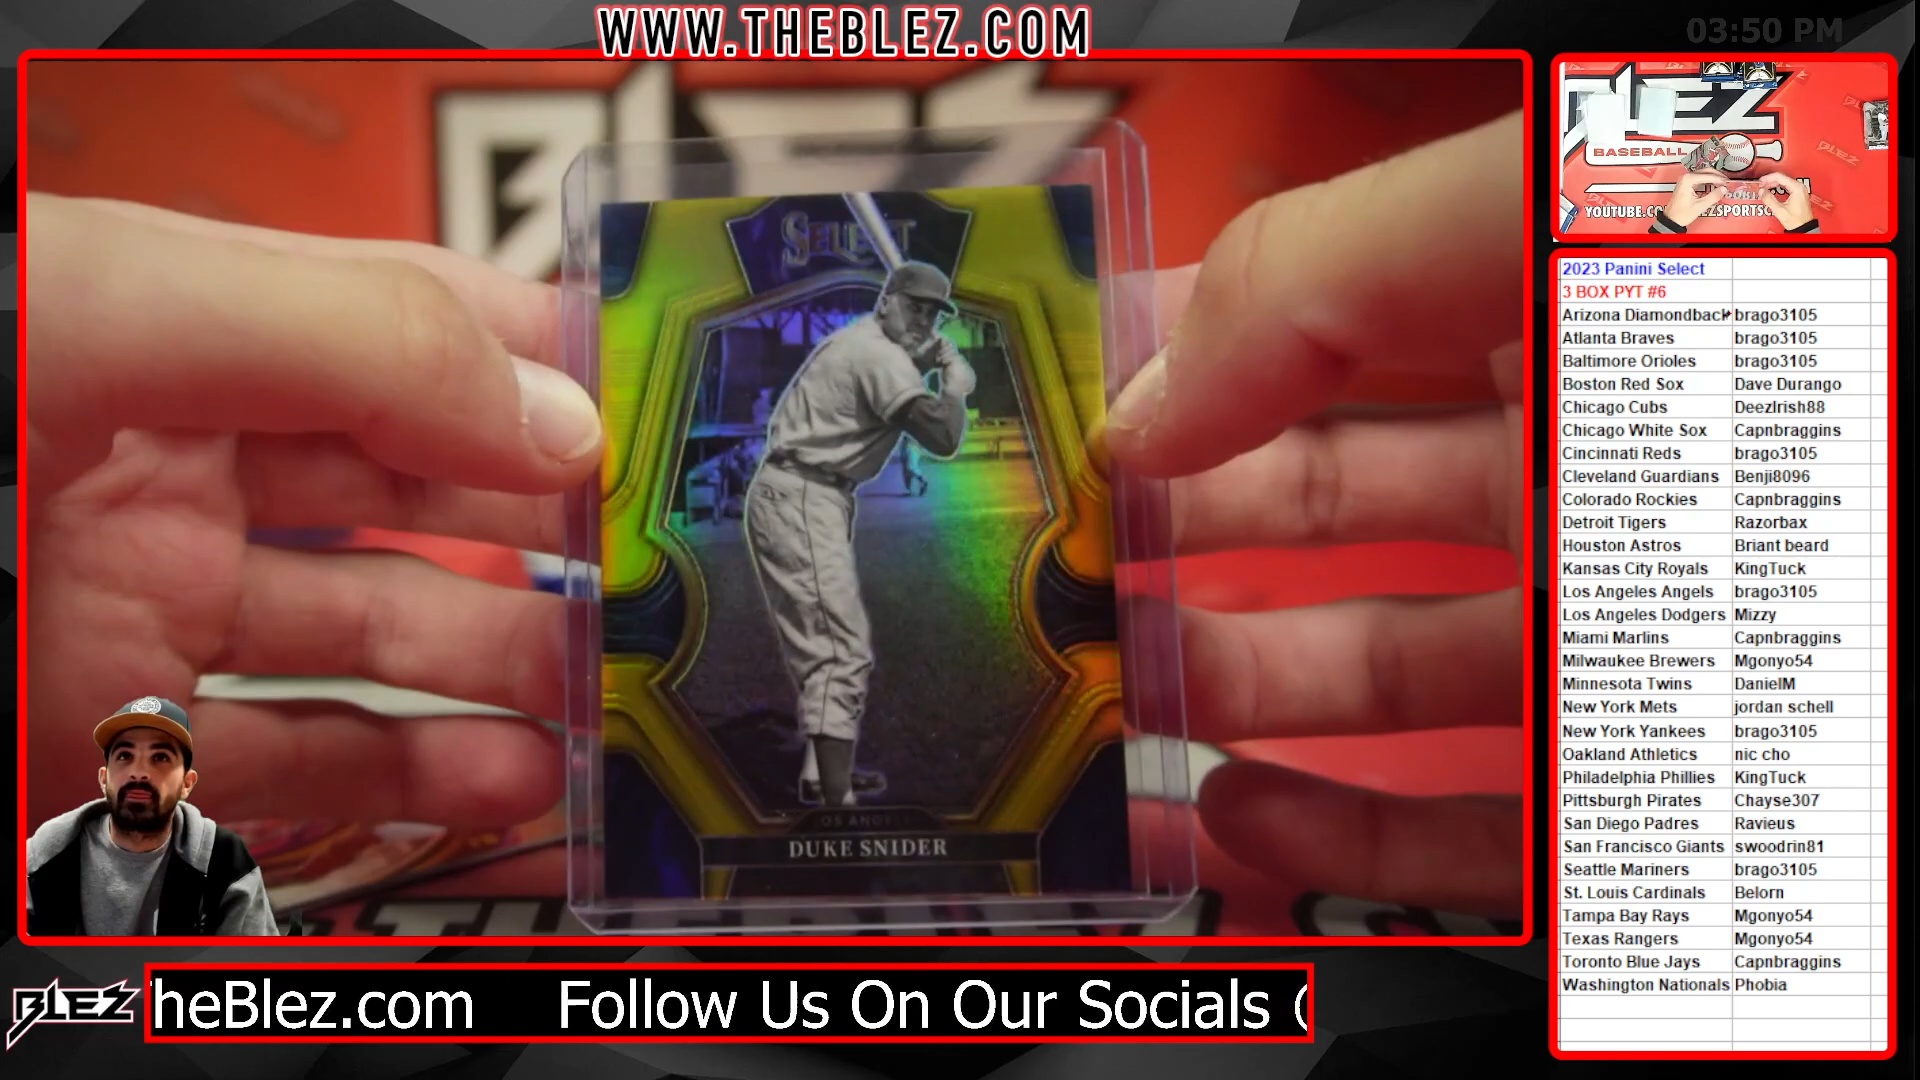 WWW.THEBLEZ.COM
03:50 PM
SELECT
LOS ANGELES
DUKE SNIDER
BLEZ
BASEBALL
2023 Panini Select
3 BOX PYT #6
Arizona Diamondback brago3105
Atlanta Braves brago3105
Baltimore Orioles brago3105
Boston Red Sox Dave Durango
Chicago Cubs DeezIrish88
Chicago White Sox Capnbraggins
Cincinnati Reds brago3105
Cleveland Guardians Benji8096
Colorado Rockies Capnbraggins
Detroit Tigers Razorbax
Houston Astros Briant beard
Kansas City Royals KingTuck
Los Angeles Angels brago3105
Los Angeles Dodgers Mizzy
Miami Marlins Capnbraggins
Milwaukee Brewers Mgonyo54
Minnesota Twins DanielM
New York Mets jordan schell
New York Yankees brago3105
Oakland Athletics nic cho
Philadelphia Phillies KingTuck
Pittsburgh Pirates Chayse307
San Diego Padres Ravieus
San Francisco Giants swoodrin81
Seattle Mariners brago3105
St. Louis Cardinals Belorn
Tampa Bay Rays Mgonyo54
Texas Rangers Mgonyo54
Toronto Blue Jays Capnbraggins
Washington Nationals Phobia
BLEZ
heBlez.com Follow Us On Our Socials